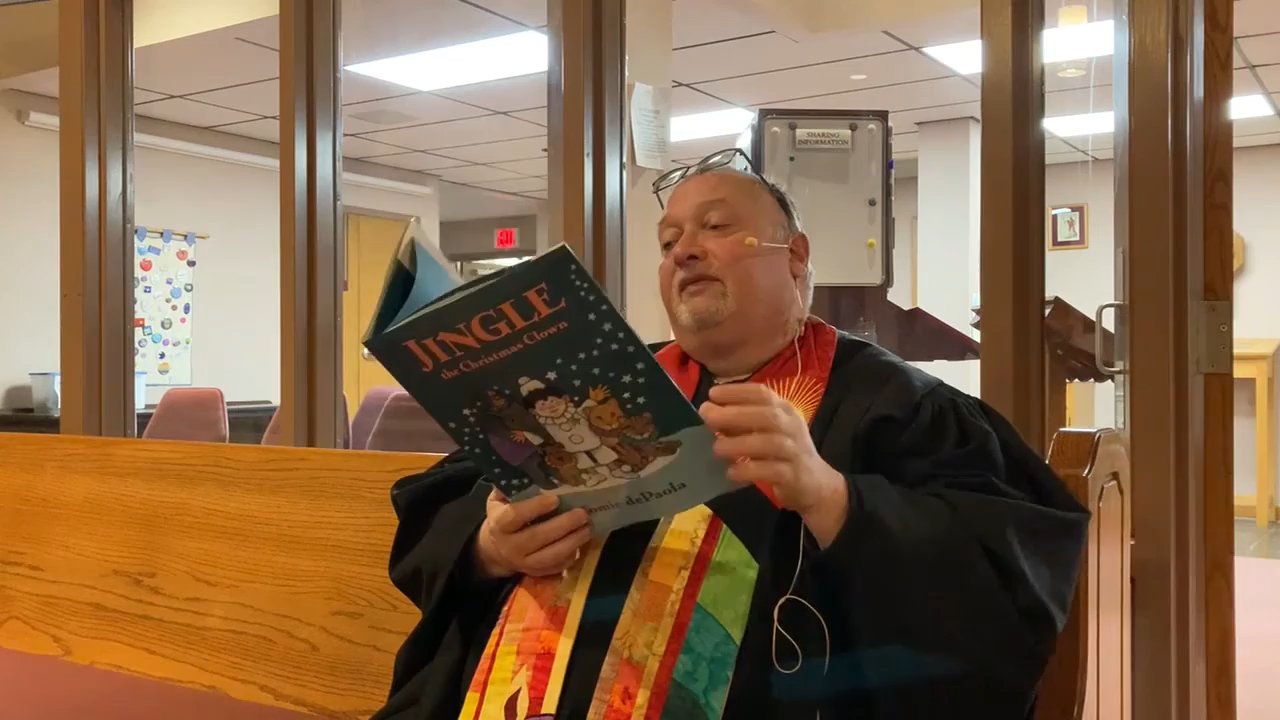 SHARING
INFORMATION
EXIT
JINGLE
the Christmas Clown
Tomie dePaola